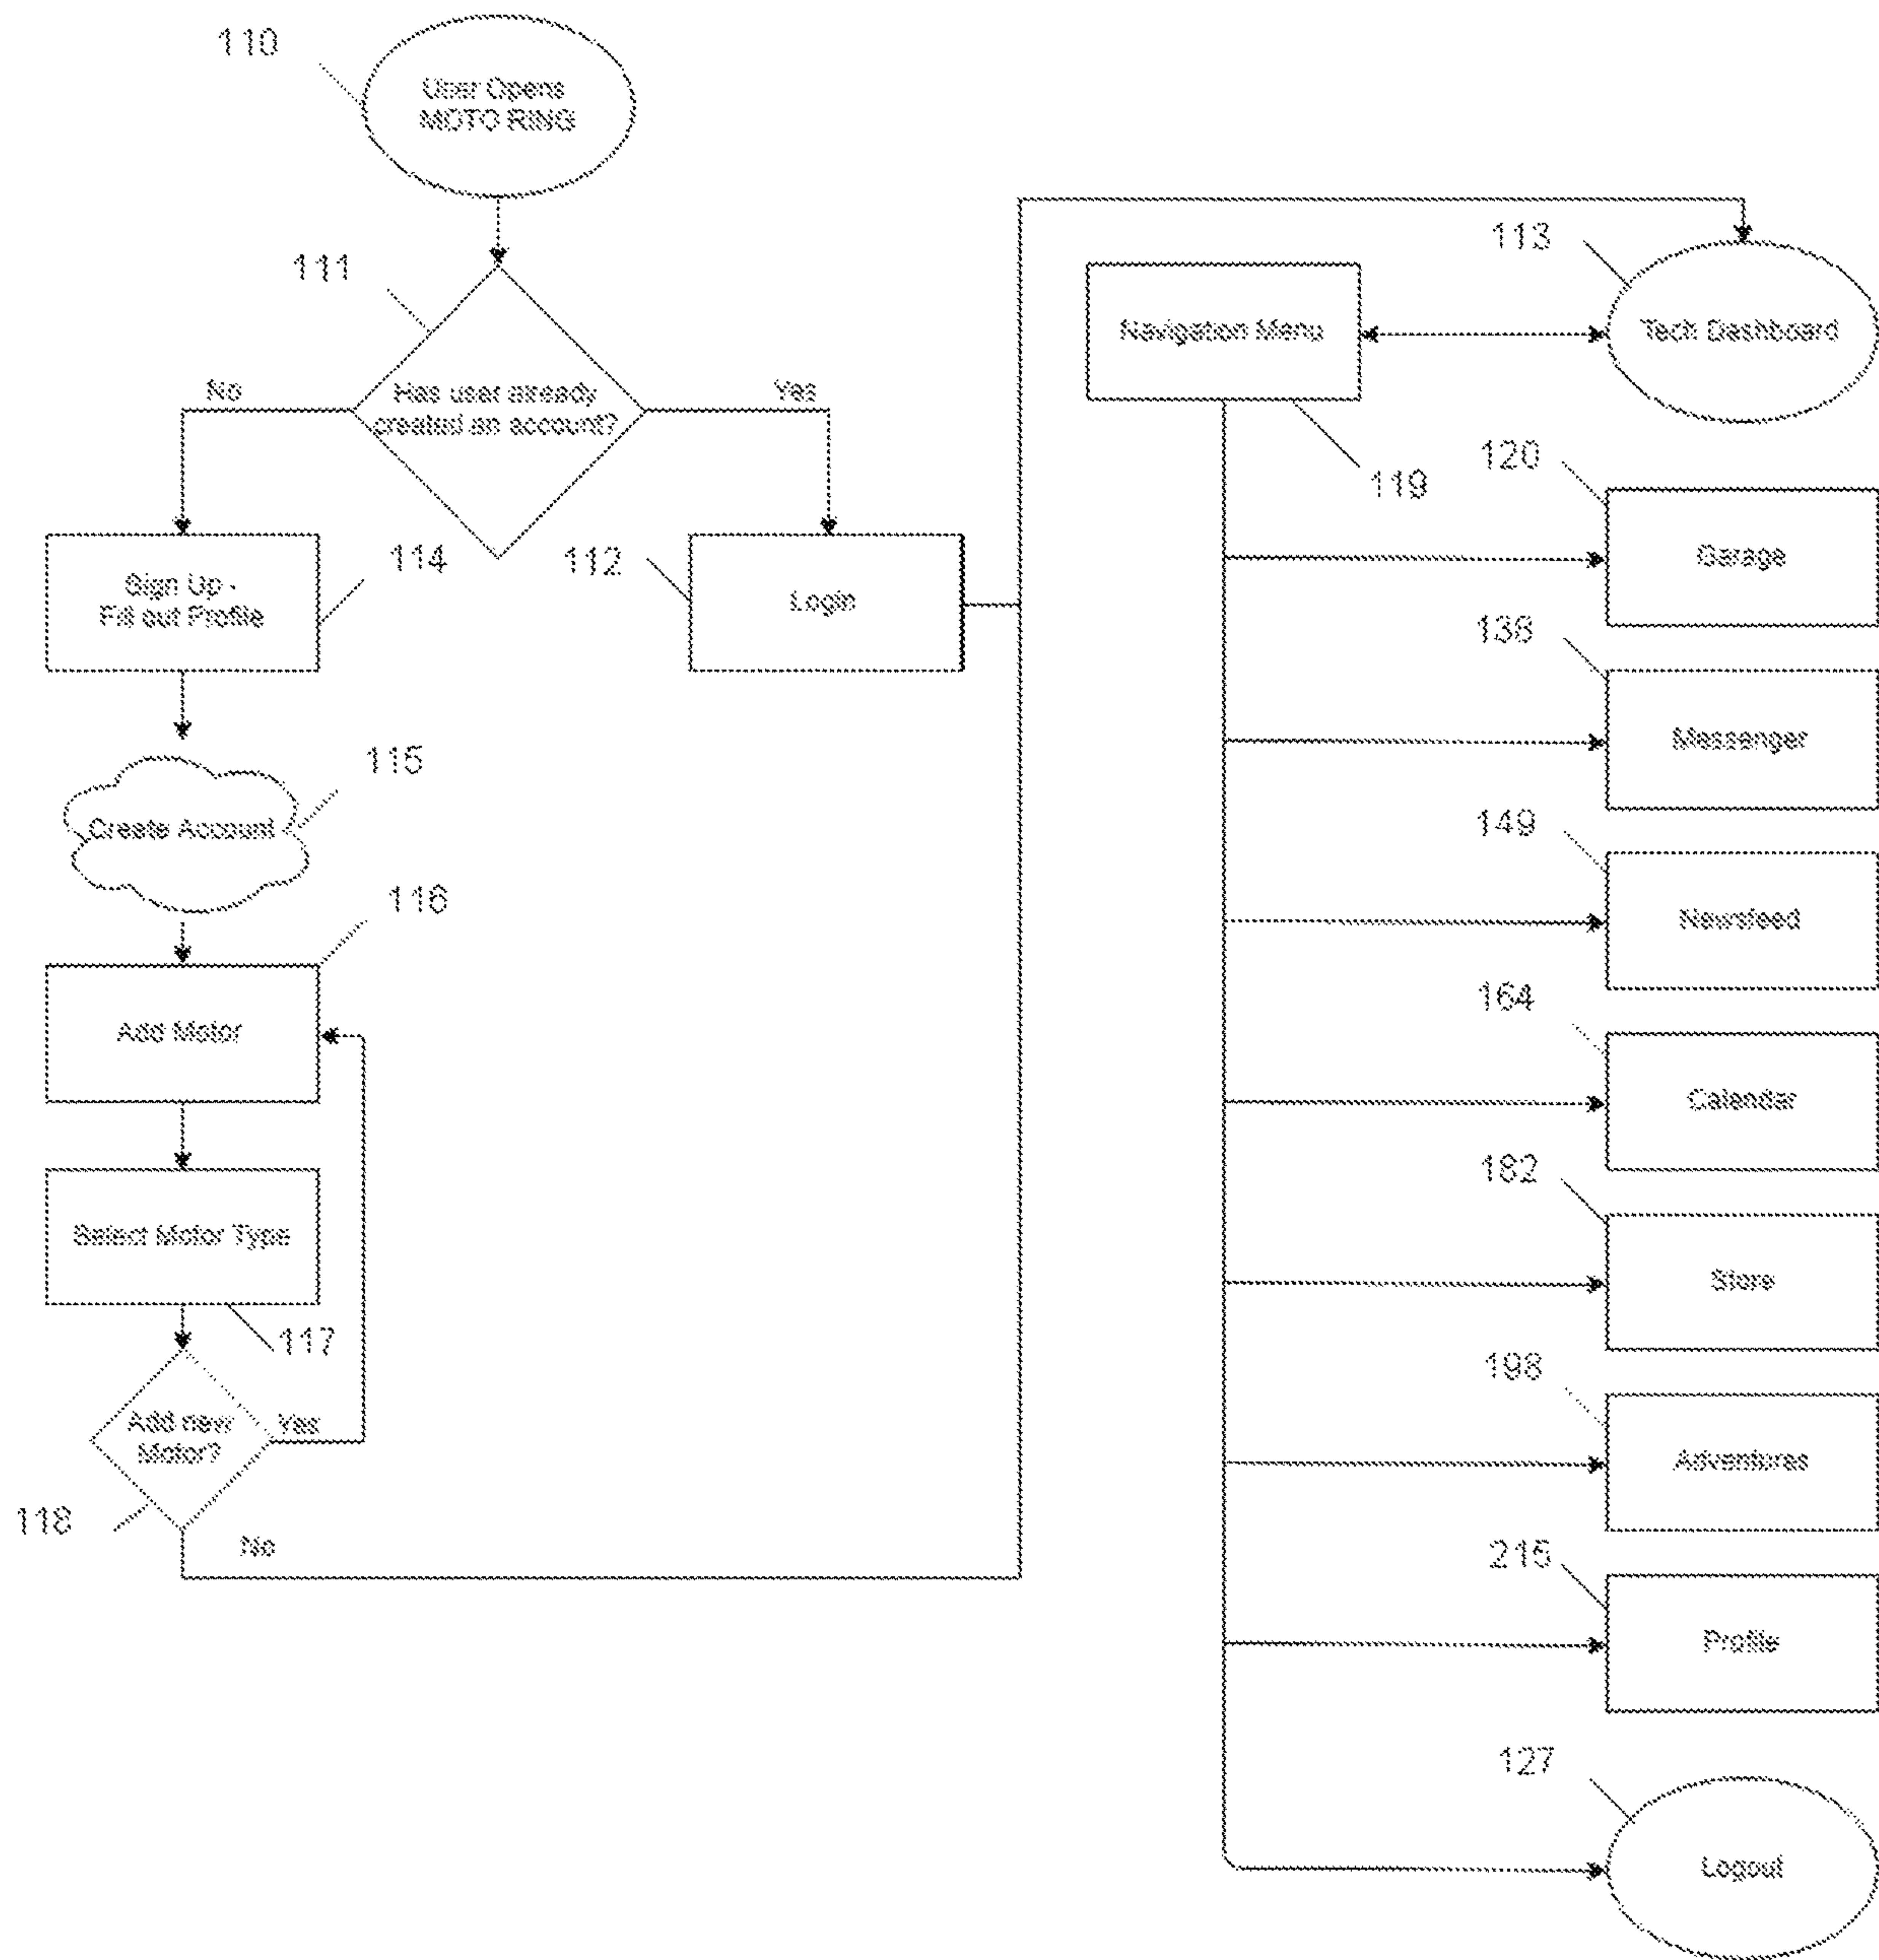 110
User Opens
MOTO RING
111
Has user already
created an account?
No
Yes
Sign Up -
Fill out Profile
114
112
Login
Create Account
115
116
Add Motor
Select Motor Type
117
Add new
Motor?
Yes
118
No
113
Navigation Menu
Tech Dashboard
119
120
Garage
138
Messenger
149
Newsfeed
164
Calendar
182
Store
198
Adventures
215
Profile
127
Logout